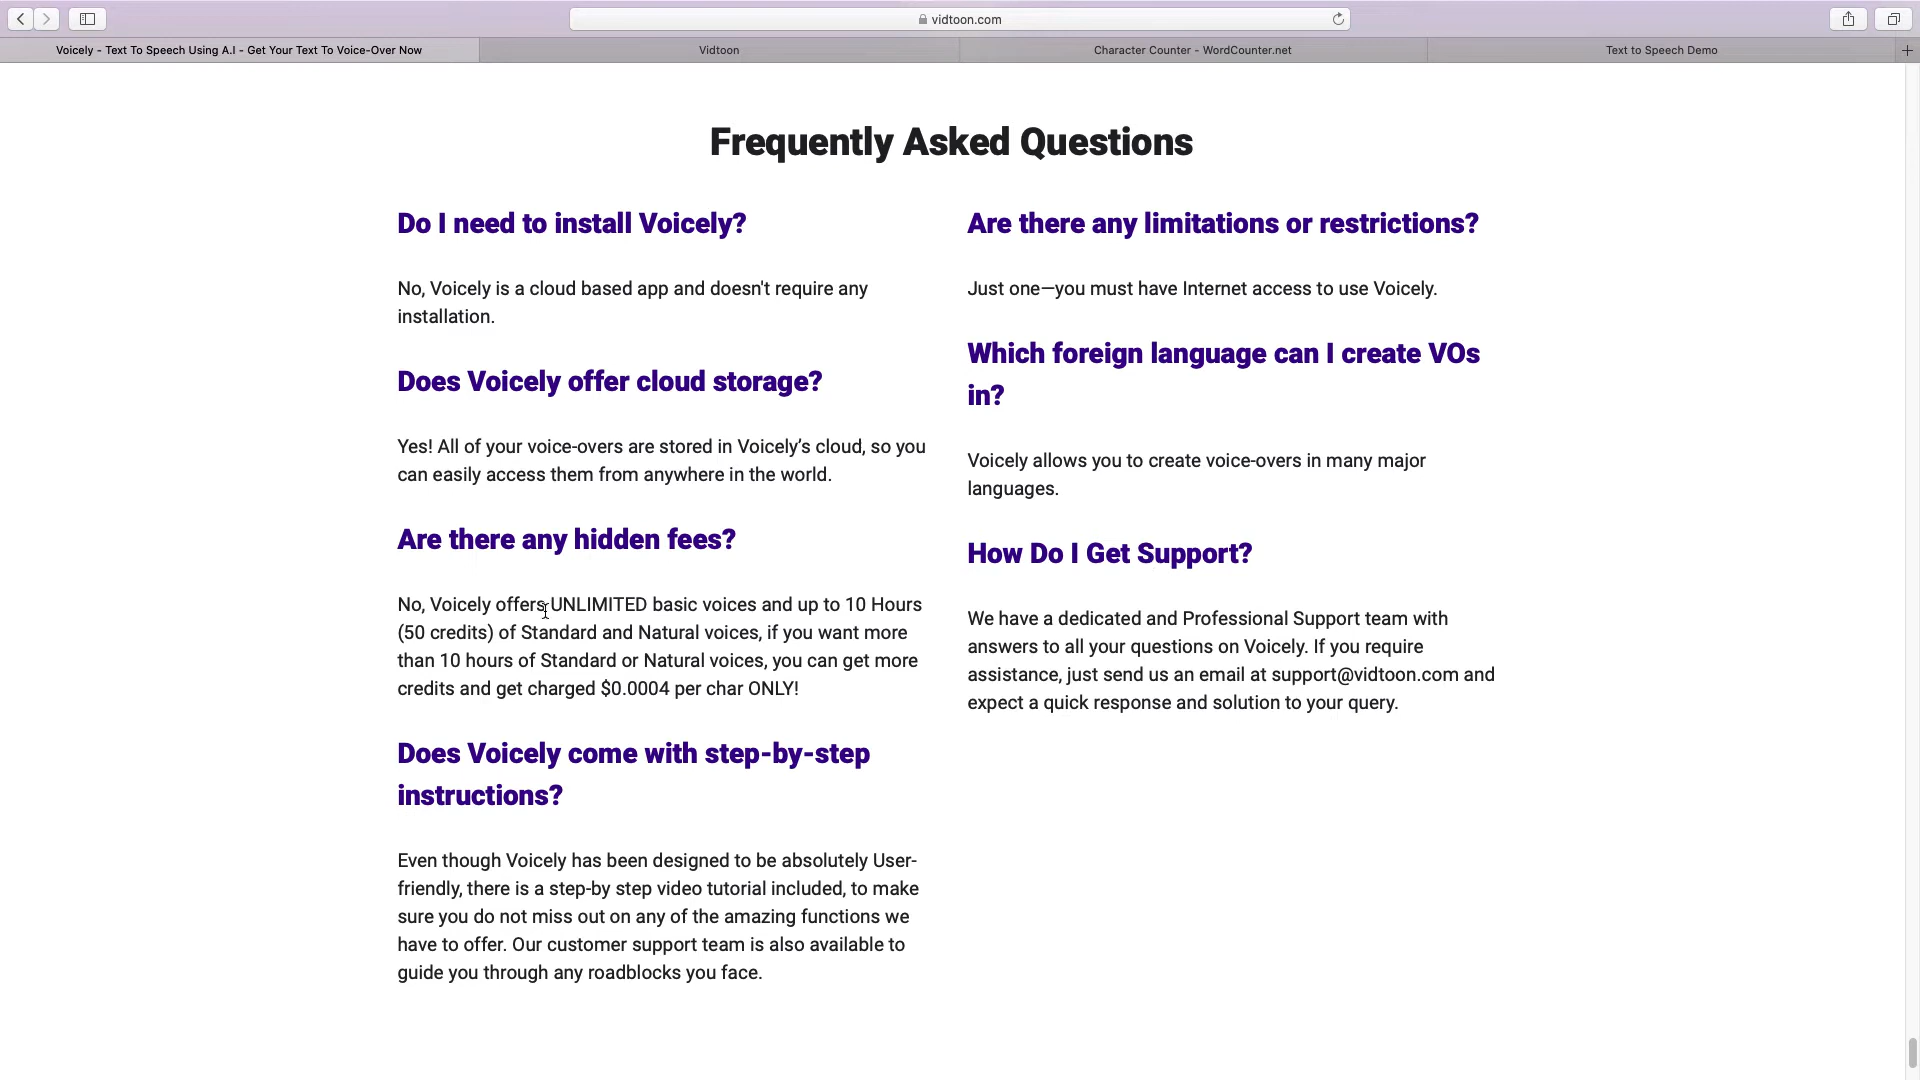 vidtoon.com
Voicely - Text To Speech Using A.I - Get Your Text To Voice-Over Now
Vidtoon
Character Counter - WordCounter.net
Text to Speech Demo
Frequently Asked Questions
Do I need to install Voicely?
No, Voicely is a cloud based app and doesn't require any
installation.
Does Voicely offer cloud storage?
Yes! All of your voice-overs are stored in Voicely’s cloud, so you
can easily access them from anywhere in the world.
Are there any hidden fees?
No, Voicely offers UNLIMITED basic voices and up to 10 Hours
(50 credits) of Standard and Natural voices, if you want more
than 10 hours of Standard or Natural voices, you can get more
credits and get charged $0.0004 per char ONLY!
Does Voicely come with step-by-step
instructions?
Even though Voicely has been designed to be absolutely User-
friendly, there is a step-by step video tutorial included, to make
sure you do not miss out on any of the amazing functions we
have to offer. Our customer support team is also available to
guide you through any roadblocks you face.
Are there any limitations or restrictions?
Just one—you must have Internet access to use Voicely.
Which foreign language can I create VOs
in?
Voicely allows you to create voice-overs in many major
languages.
How Do I Get Support?
We have a dedicated and Professional Support team with
answers to all your questions on Voicely. If you require
assistance, just send us an email at support@vidtoon.com and
expect a quick response and solution to your query.